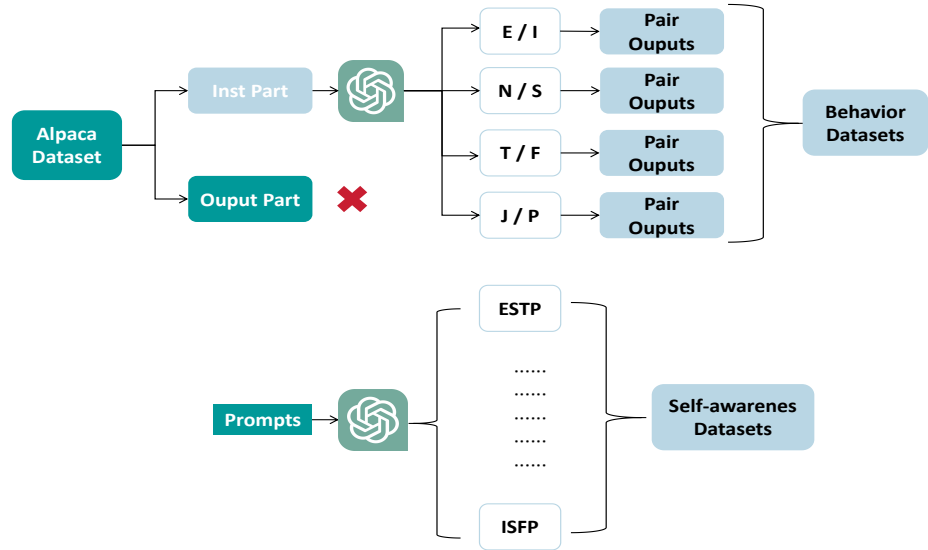 Alpaca
Dataset
Inst Part
Ouput Part
E / I
N / S
T / F
J / P
Pair
Ouputs
Pair
Ouputs
Pair
Ouputs
Pair
Ouputs
Behavior
Datasets
Prompts
ESTP
......
......
......
......
......
ISFP
Self-awarenes
Datasets